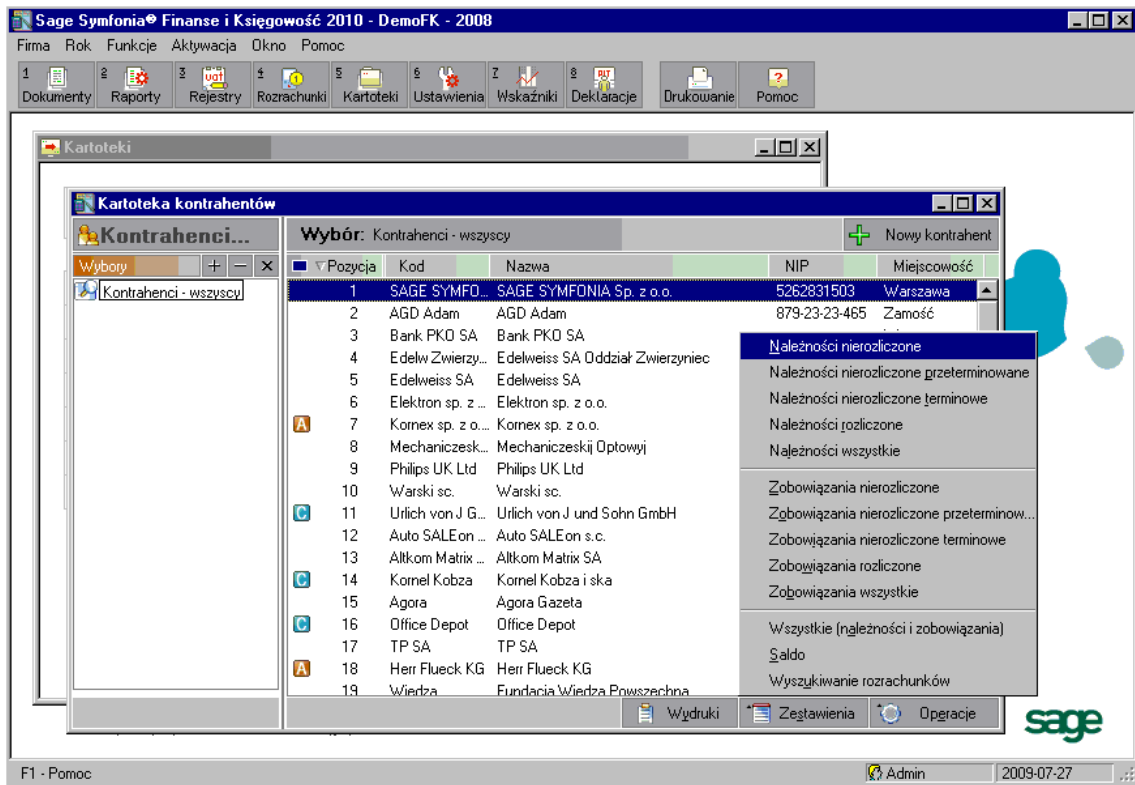 Sage Symfonia® Finanse i Księgowość 2010 - DemoFK - 2008
Firma Rok Funkcje Aktywacja Okno Pomoc
1 2 3 4 5 6 7 8
Dokumenty Raporty Rejestry Rozrachunki Kartoteki Ustawienia Wskaźniki Deklaracje Drukowanie Pomoc
Kartoteki
Kartoteka kontrahentów
Kontrahenci... Wybór: Kontrahenci - wszyscy Nowy kontrahent
Wybory Pozycja Kod Nazwa NIP Miejscowość
Kontrahenci - wszyscy
1 SAGE SYMFO... SAGE SYMFONIA Sp. z o.o. 5262831503 Warszawa
2 AGD Adam AGD Adam 879-23-23-465 Zamość
3 Bank PKO SA Bank PKO SA
4 Edelw Zwierzy... Edelweiss SA Oddział Zwierzyniec
5 Edelweiss SA Edelweiss SA
6 Elektron sp. z ... Elektron sp. z o.o.
A 7 Kornex sp. z o.... Kornex sp. z o.o.
8 Mechaniczesk... Mechaniczeskij Optowyj
9 Philips UK Ltd Philips UK Ltd
10 Warski sc. Warski sc.
C 11 Urlich von J G... Urlich von J und Sohn GmbH
12 Auto SALEon ... Auto SALEon s.c.
13 Altkom Matrix ... Altkom Matrix SA
C 14 Kornel Kobza Kornel Kobza i ska
15 Agora Agora Gazeta
C 16 Office Depot Office Depot
17 TP SA TP SA
A 18 Herr Flueck KG Herr Flueck KG
19 Wiedza Fundacja Wiedza Powszechna
Należności nierozliczone
Należności nierozliczone przeterminowane
Należności nierozliczone terminowe
Należności rozliczone
Należności wszystkie
Zobowiązania nierozliczone
Zobowiązania nierozliczone przeterminow...
Zobowiązania nierozliczone terminowe
Zobowiązania rozliczone
Zobowiązania wszystkie
Wszystkie (należności i zobowiązania)
Saldo
Wyszukiwanie rozrachunków
Wydruki Zestawienia Operacje
sage
F1 - Pomoc Admin 2009-07-27